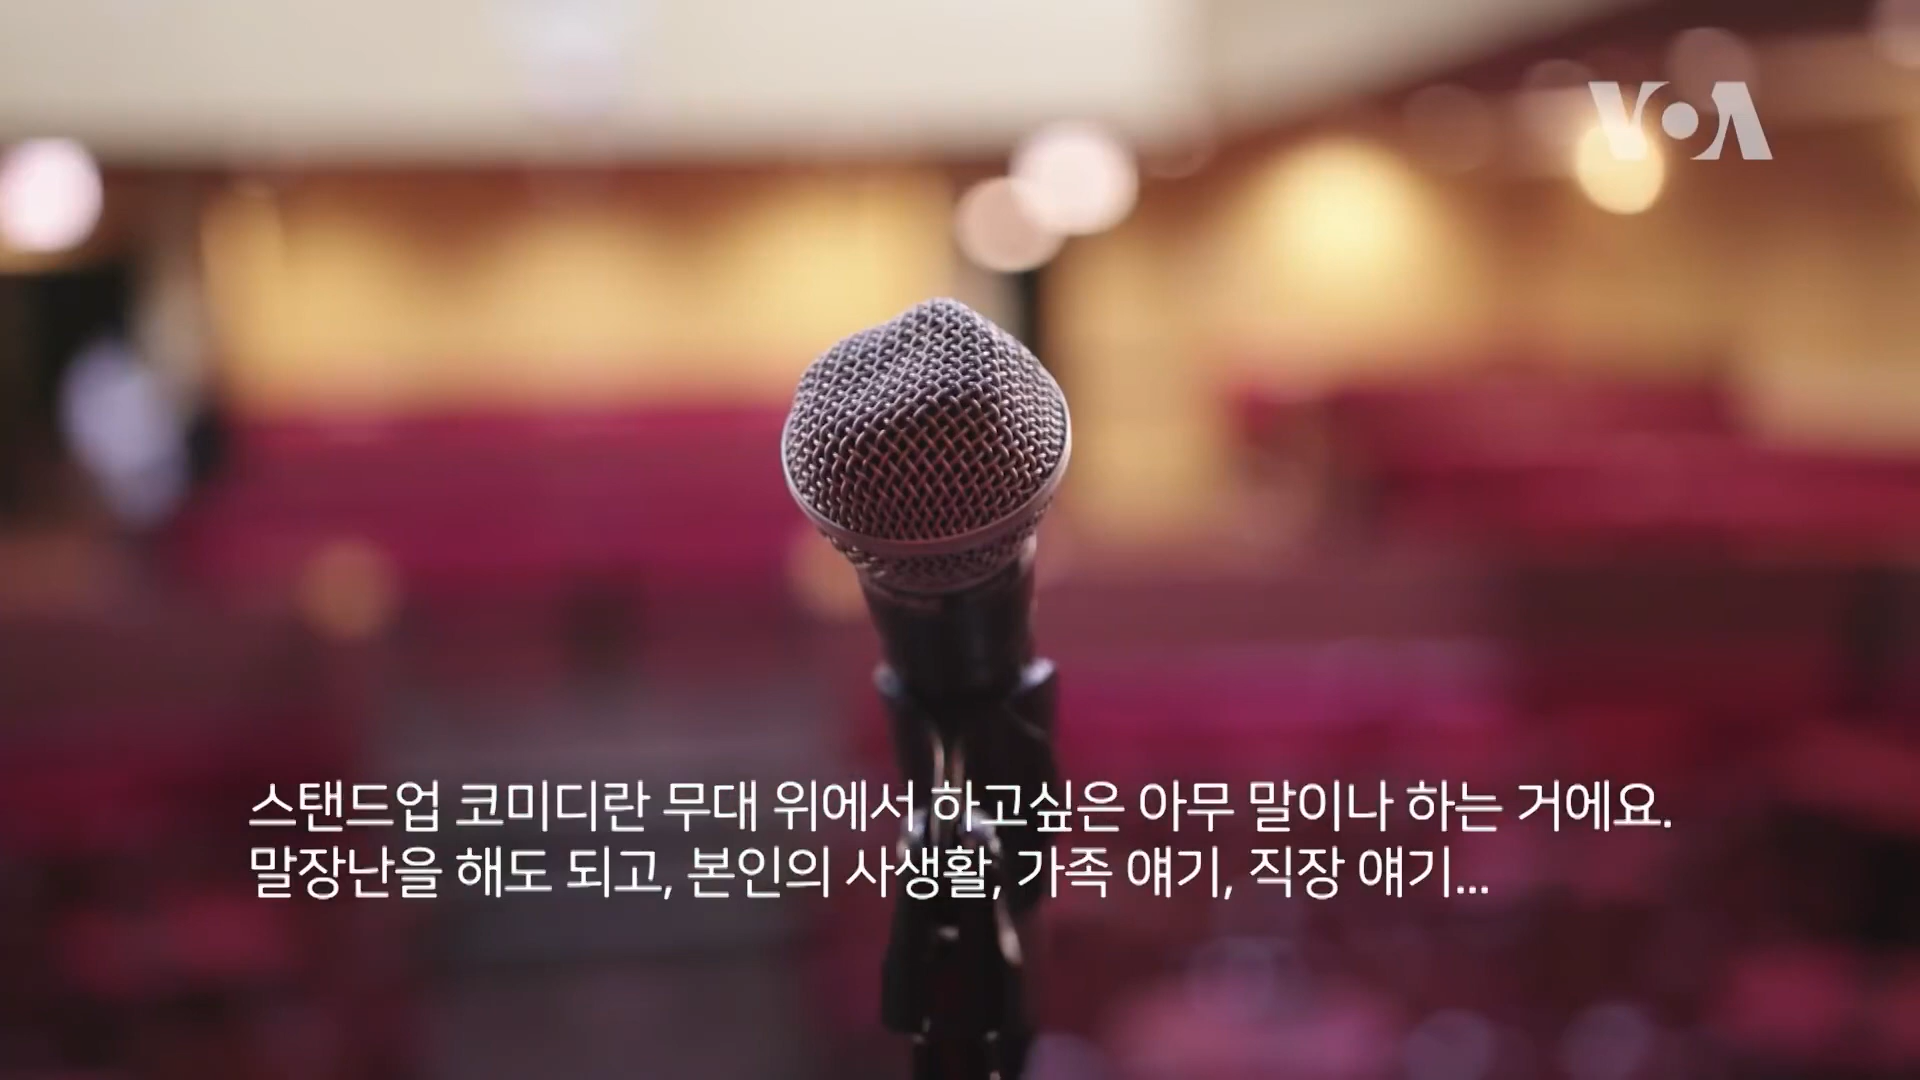 VOA
스탠드업 코미디란 무대 위에서 하고싶은 아무 말이나 하는 거에요.
말장난을 해도 되고, 본인의 사생활, 가족 얘기, 직장 얘기...